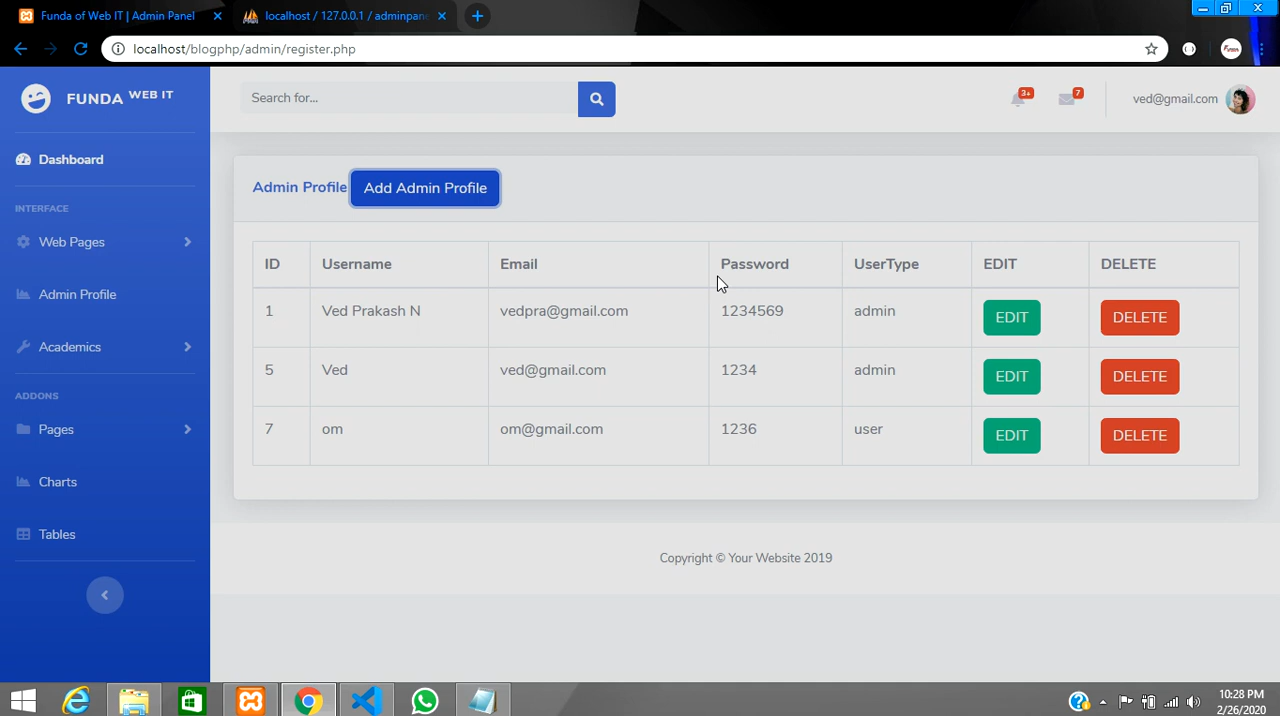 Funda of Web IT | Admin Panel
localhost / 127.0.0.1 / adminpane
localhost/blogphp/admin/register.php
FUNDA WEB IT
Search for...
3+
7
ved@gmail.com
Dashboard
INTERFACE
Web Pages
Admin Profile
Academics
ADDONS
Pages
Charts
Tables
Admin Profile Add Admin Profile
ID Username Email Password UserType EDIT DELETE
1 Ved Prakash N vedpra@gmail.com 1234569 admin EDIT DELETE
5 Ved ved@gmail.com 1234 admin EDIT DELETE
7 om om@gmail.com 1236 user EDIT DELETE
Copyright © Your Website 2019
10:28 PM
2/26/2020